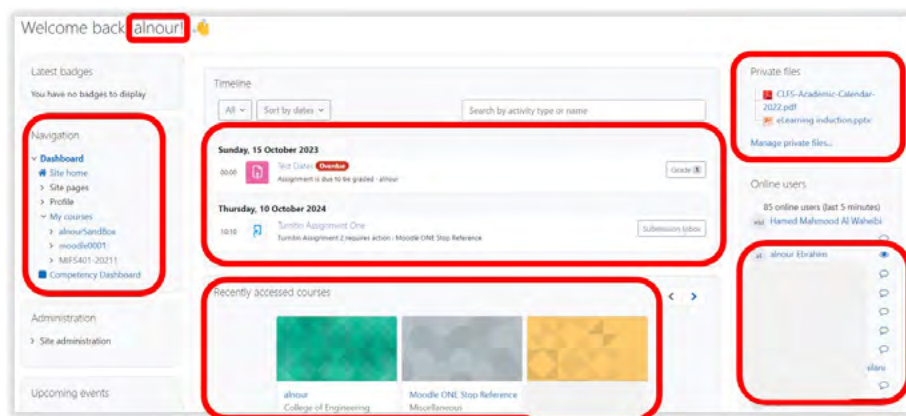 Welcome back, alnour! 👋
Latest badges
You have no badges to display
Navigation
Dashboard
Site home
Site pages
Profile
My courses
alnourSandBox
moodle0001
MIFS401-20211
Competency Dashboard
Administration
Site administration
Upcoming events
Timeline
All
Sort by dates
Search by activity type or name
Sunday, 15 October 2023
00:00
Test Dates Overdue
Assignment is due to be graded - alnour
Grade 1
Thursday, 10 October 2024
10:10
Turnitin Assignment One
Turnitin Assignment 2 requires action : Moodle ONE Stop Reference
Submission Inbox
Recently accessed courses
alnour
College of Engineering
Moodle ONE Stop Reference
Miscellaneous
Private files
CLFS-Academic-Calendar-
2022.pdf
eLearning induction.pptx
Manage private files...
Online users
85 online users (last 5 minutes)
Hamed Mahmood Al Waheibi
alnour Ebrahim